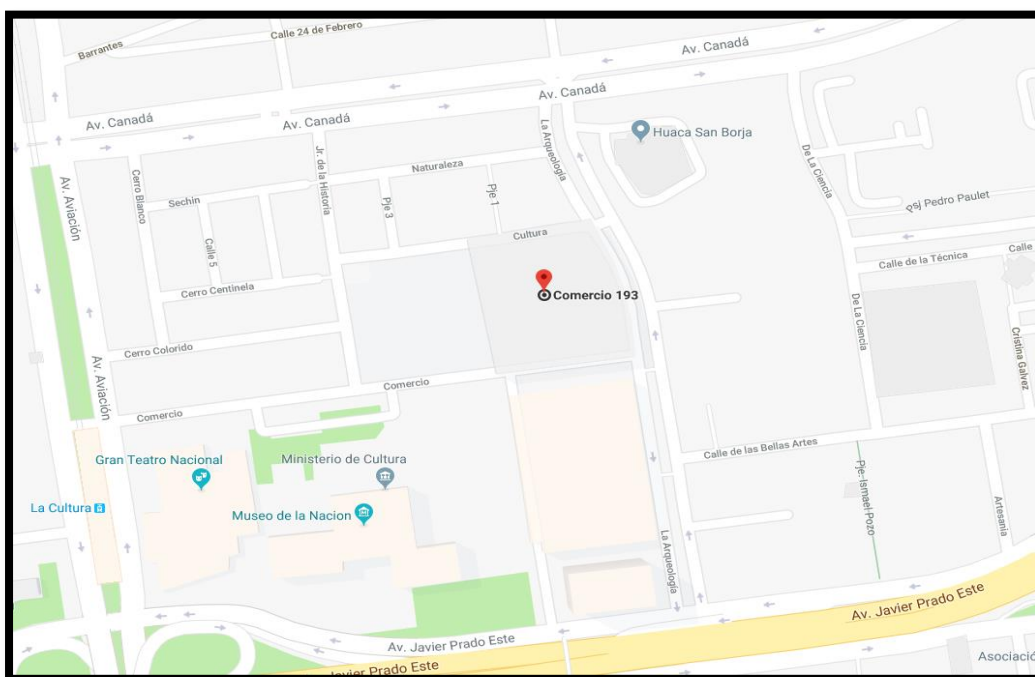 Calle 24 de Febrero
Barrantes
Av. Canadá
Av. Canadá
Av. Canadá
Av. Canadá
Huaca San Borja
La Arqueología
De La Ciencia
Jr. de la Historia
Naturaleza
Cerro Blanco
Sechin
Pje 3
Pje 1
Av. Aviación
Psj Pedro Paulet
Cultura
Calle 5
Calle de la Técnica
Calle
Cerro Centinela
Comercio 193
De La Ciencia
Cerro Colorido
Cristina Galvez
Av. Aviación
Comercio
Comercio
Calle de las Bellas Artes
Gran Teatro Nacional
Ministerio de Cultura
Pje. Ismael Pozo
La Cultura
Museo de la Nacion
Artesania
La Arqueología
Av. Javier Prado Este
Av. Javier Prado Este
Javier Prado Este
Asociació